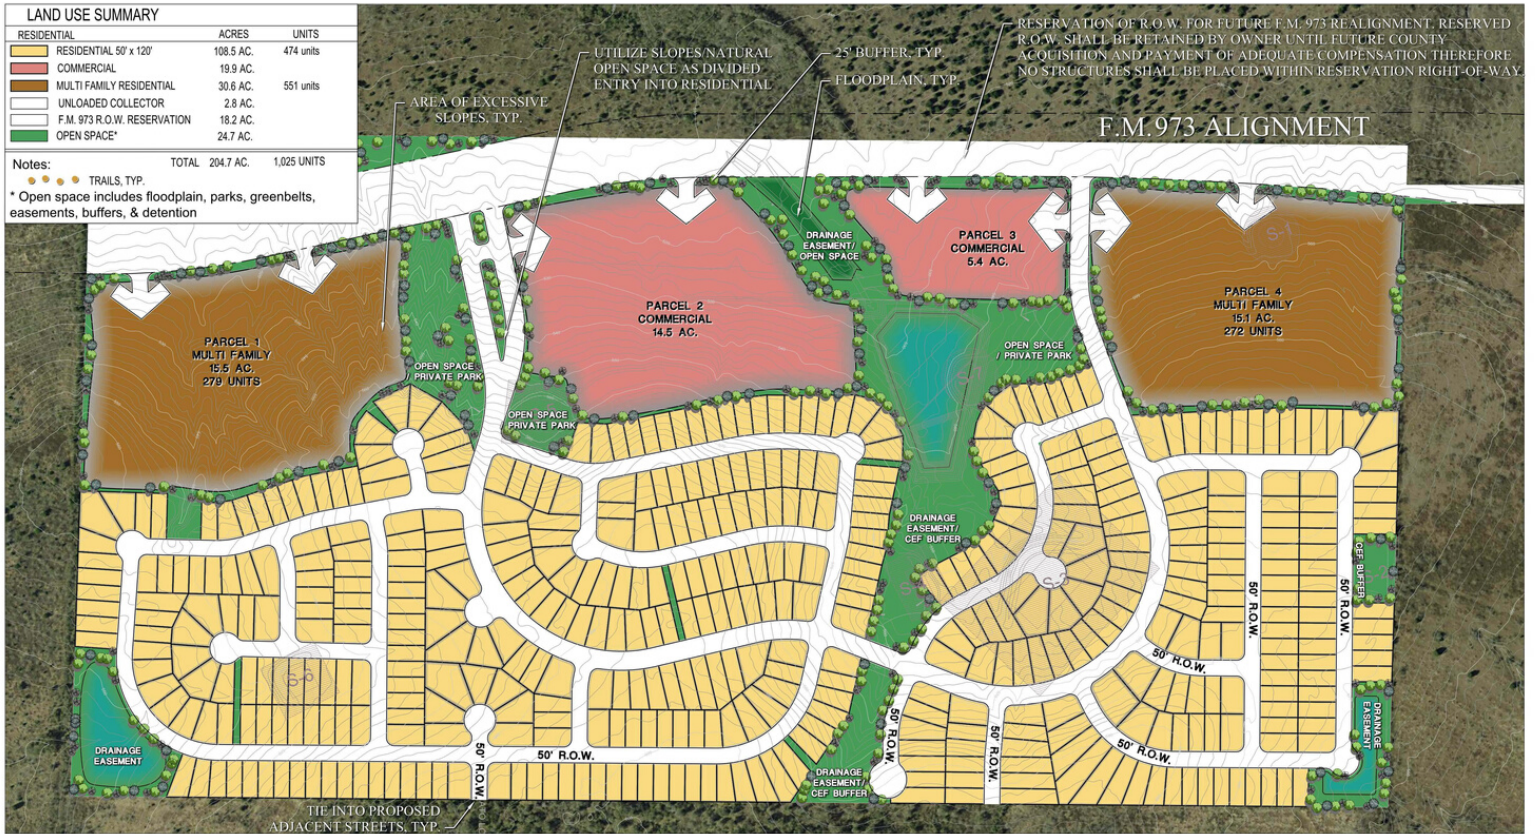 LAND USE SUMMARY
RESIDENTIAL ACRES UNITS
RESIDENTIAL 50' x 120' 108.5 AC. 474 units
COMMERCIAL 19.9 AC.
MULTI FAMILY RESIDENTIAL 30.6 AC. 551 units
UNLOADED COLLECTOR 2.8 AC.
F.M. 973 R.O.W. RESERVATION 18.2 AC.
OPEN SPACE* 24.7 AC.
Notes: TOTAL 204.7 AC. 1,025 UNITS
TRAILS, TYP.
* Open space includes floodplain, parks, greenbelts,
easements, buffers, & detention
AREA OF EXCESSIVE
SLOPES, TYP.
UTILIZE SLOPES/NATURAL
OPEN SPACE AS DIVIDED
ENTRY INTO RESIDENTIAL
25' BUFFER, TYP.
FLOODPLAIN, TYP.
RESERVATION OF R.O.W. FOR FUTURE F.M. 973 REALIGNMENT, RESERVED
R.O.W. SHALL BE RETAINED BY OWNER UNTIL FUTURE COUNTY
ACQUISITION AND PAYMENT OF ADEQUATE COMPENSATION THEREFORE
NO STRUCTURES SHALL BE PLACED WITHIN RESERVATION RIGHT-OF-WAY.
F.M. 973 ALIGNMENT
PARCEL 1
MULTI FAMILY
15.5 AC.
279 UNITS
OPEN SPACE
/ PRIVATE PARK
OPEN SPACE
PRIVATE PARK
PARCEL 2
COMMERCIAL
14.5 AC.
DRAINAGE
EASEMENT/
OPEN SPACE
PARCEL 3
COMMERCIAL
5.4 AC.
OPEN SPACE
/ PRIVATE PARK
S-1
PARCEL 4
MULTI FAMILY
15.1 AC.
272 UNITS
DRAINAGE
EASEMENT/
CEF BUFFER
S-3
CEF BUFFER
S-2
50' R.O.W.
50' R.O.W.
50' R.O.W.
S-6
DRAINAGE
EASEMENT
50' R.O.W.
50' R.O.W.
DRAINAGE
EASEMENT/
CEF BUFFER
50' R.O.W.
50' R.O.W.
50' R.O.W.
DRAINAGE
EASEMENT
TIE INTO PROPOSED
ADJACENT STREETS, TYP.